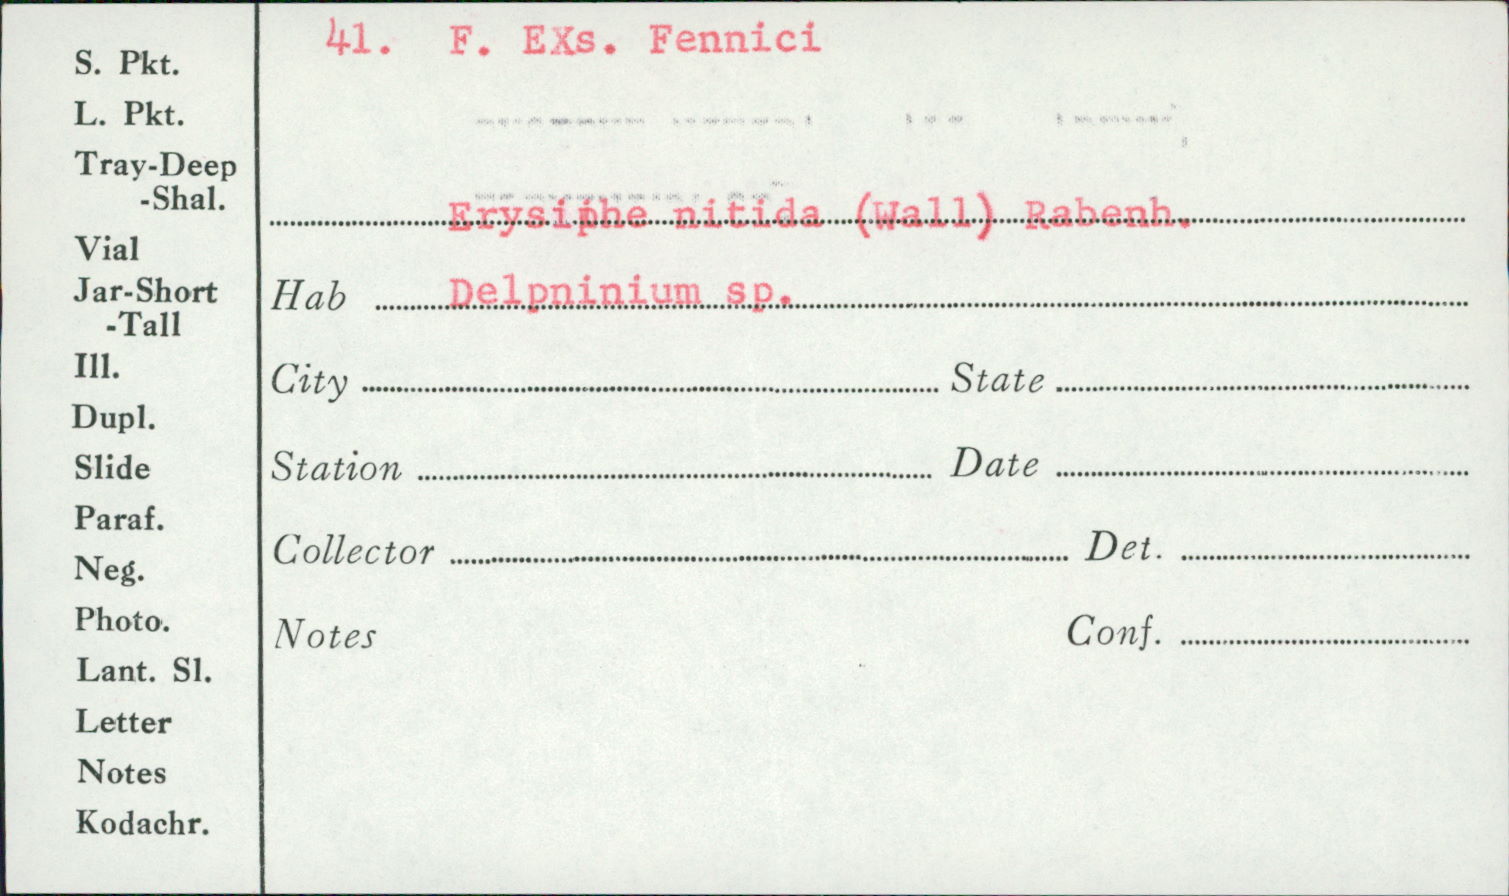 41. F. EXs. Fennici
Erysiphe nitida (Wall) Rabenh.
Hab Delpninium sp.
City State
Station Date
Collector Det.
Notes Conf.
S. Pkt.
L. Pkt.
Tray-Deep
-Shal.
Vial
Jar-Short
-Tall
Ill.
Dupl.
Slide
Paraf.
Neg.
Photo.
Lant. Sl.
Letter
Notes
Kodachr.